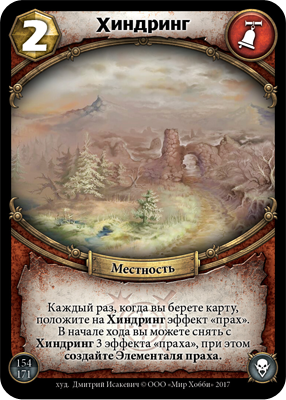 2
Хиндринг
Местность
Каждый раз, когда вы берете карту,
положите на Хиндринг эффект «прах».
В начале хода вы можете снять с
Хиндринг 3 эффекта «праха», при этом
создайте Элементаля праха.
154
171
худ. Дмитрий Исакевич © ООО «Мир Хобби» 2017